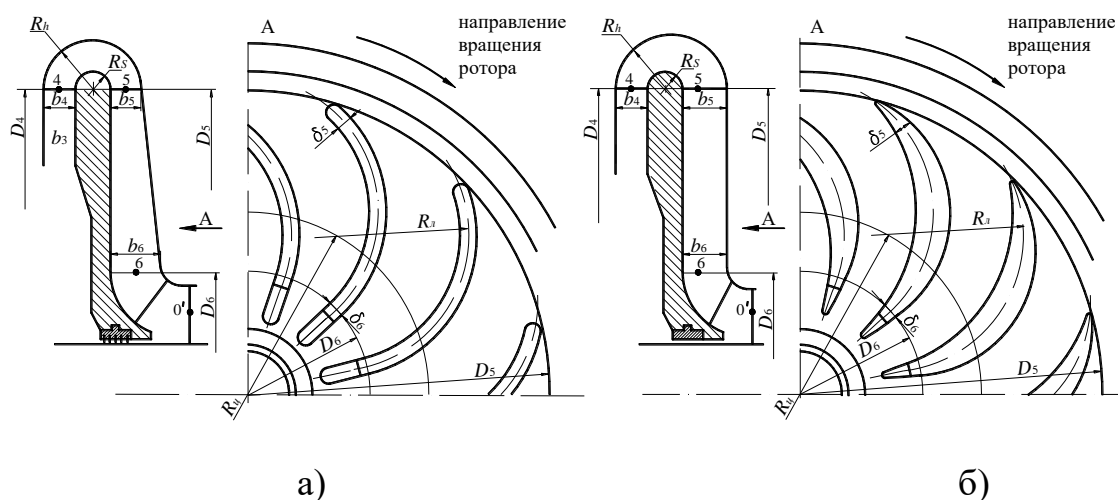 А
направление
вращения
ротора
Rh
RS
4
5
b4
b5
b3
D4
D5
δ5
А
Rл
b6
6
0'
D6
δ6
D6
D5
Rц
А
направление
вращения
ротора
Rh
RS
4
5
b4
b5
D4
D5
δ5
А
Rл
b6
6
0'
D6
δ6
D6
D5
Rц
а)
б)